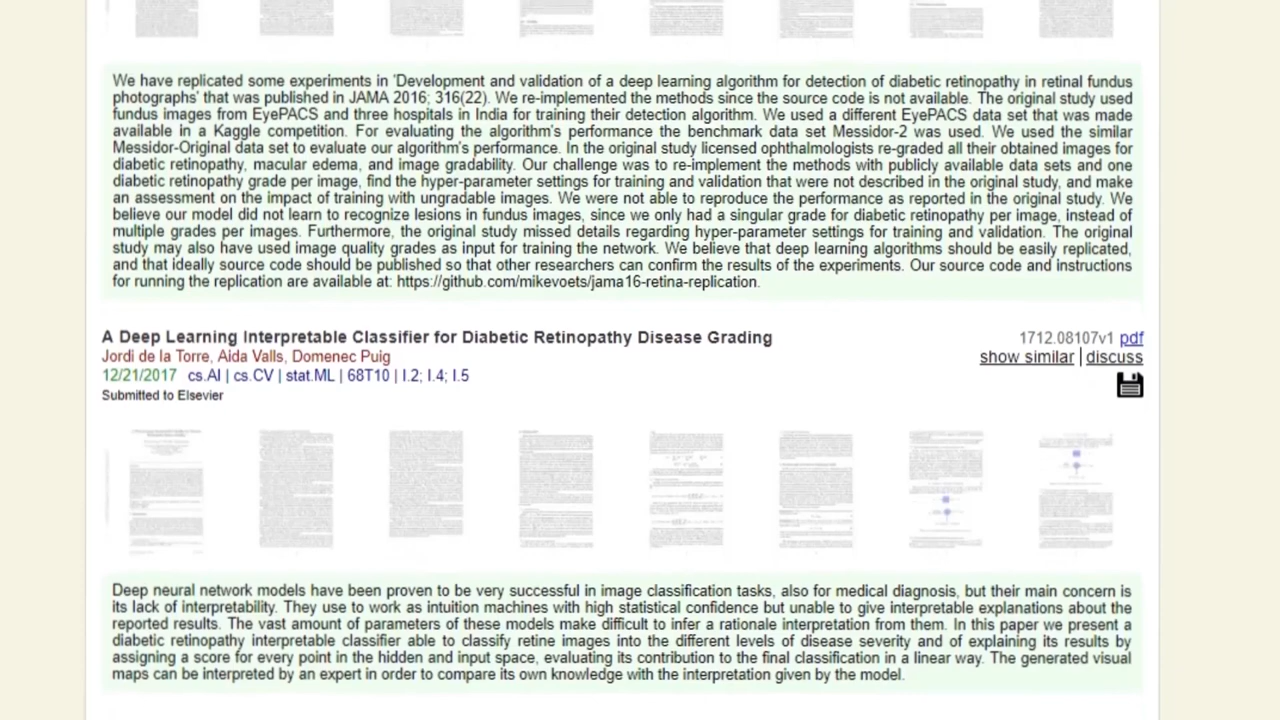 We have replicated some experiments in 'Development and validation of a deep learning algorithm for detection of diabetic retinopathy in retinal fundus
photographs' that was published in JAMA 2016; 316(22). We re-implemented the methods since the source code is not available. The original study used
fundus images from EyePACS and three hospitals in India for training their detection algorithm. We used a different EyePACS data set that was made
available in a Kaggle competition. For evaluating the algorithm's performance the benchmark data set Messidor-2 was used. We used the similar
Messidor-Original data set to evaluate our algorithm's performance. In the original study licensed ophthalmologists re-graded all their obtained images for
diabetic retinopathy, macular edema, and image gradability. Our challenge was to re-implement the methods with publicly available data sets and one
diabetic retinopathy grade per image, find the hyper-parameter settings for training and validation that were not described in the original study, and make
an assessment on the impact of training with ungradable images. We were not able to reproduce the performance as reported in the original study. We
believe our model did not learn to recognize lesions in fundus images, since we only had a singular grade for diabetic retinopathy per image, instead of
multiple grades per images. Furthermore, the original study missed details regarding hyper-parameter settings for training and validation. The original
study may also have used image quality grades as input for training the network. We believe that deep learning algorithms should be easily replicated,
and that ideally source code should be published so that other researchers can confirm the results of the experiments. Our source code and instructions
for running the replication are available at: https://github.com/mikevoets/jama16-retina-replication.
A Deep Learning Interpretable Classifier for Diabetic Retinopathy Disease Grading
1712.08107v1 pdf
Jordi de la Torre, Aida Valls, Domenec Puig
show similar | discuss
12/21/2017 cs.AI | cs.CV | stat.ML | 68T10 | I.2; I.4; I.5
Submitted to Elsevier
Deep neural network models have been proven to be very successful in image classification tasks, also for medical diagnosis, but their main concern is
its lack of interpretability. They use to work as intuition machines with high statistical confidence but unable to give interpretable explanations about the
reported results. The vast amount of parameters of these models make difficult to infer a rationale interpretation from them. In this paper we present a
diabetic retinopathy interpretable classifier able to classify retine images into the different levels of disease severity and of explaining its results by
assigning a score for every point in the hidden and input space, evaluating its contribution to the final classification in a linear way. The generated visual
maps can be interpreted by an expert in order to compare its own knowledge with the interpretation given by the model.